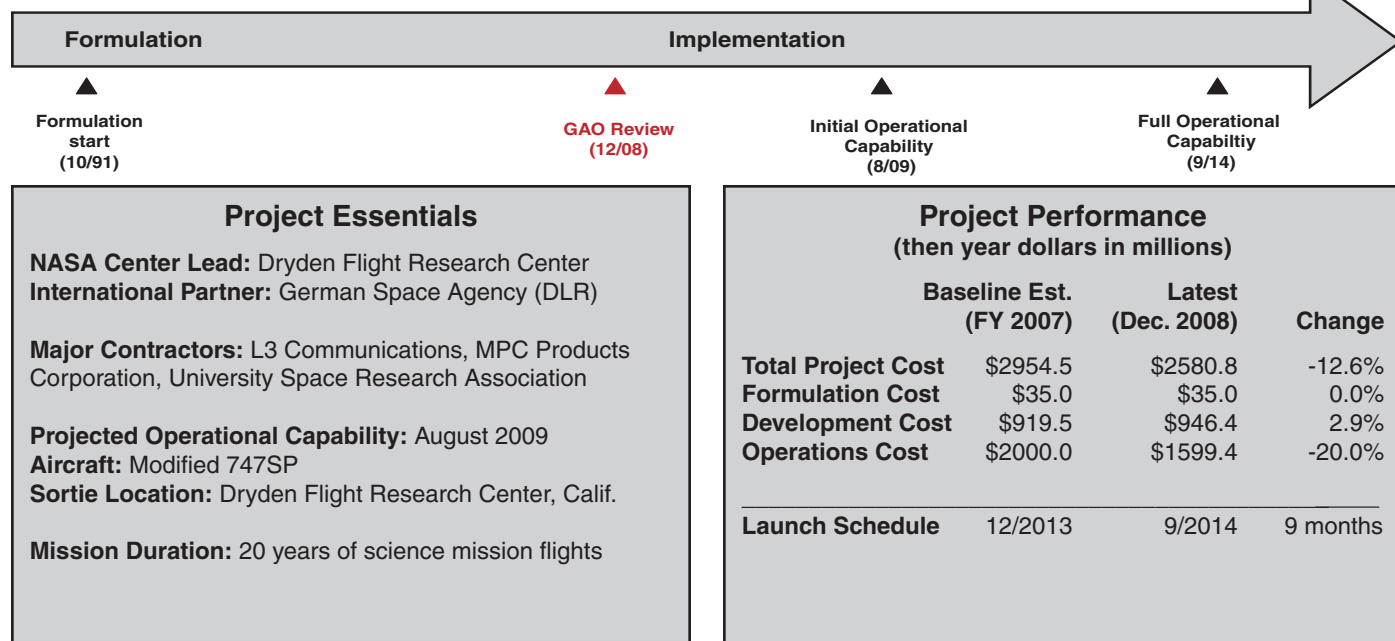 Formulation
Implementation
Formulation
start
(10/91)
GAO Review
(12/08)
Initial Operational
Capability
(8/09)
Full Operational
Capabiltiy
(9/14)
Project Essentials
NASA Center Lead: Dryden Flight Research Center
International Partner: German Space Agency (DLR)
Major Contractors: L3 Communications, MPC Products
Corporation, University Space Research Association
Projected Operational Capability: August 2009
Aircraft: Modified 747SP
Sortie Location: Dryden Flight Research Center, Calif.
Mission Duration: 20 years of science mission flights
Project Performance
(then year dollars in millions)
Baseline Est. Latest
(FY 2007) (Dec. 2008) Change
Total Project Cost $2954.5 $2580.8 -12.6%
Formulation Cost $35.0 $35.0 0.0%
Development Cost $919.5 $946.4 2.9%
Operations Cost $2000.0 $1599.4 -20.0%
Launch Schedule 12/2013 9/2014 9 months